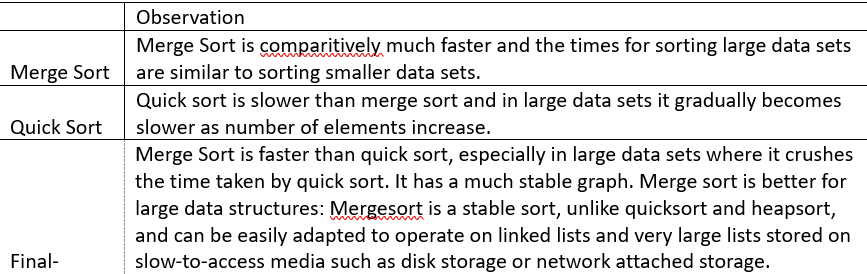 Observation
Merge Sort is comparitively much faster and the times for sorting large data sets
Merge Sort are similar to sorting smaller data sets.
Quick sort is slower than merge sort and in large data sets it gradually becomes
Quick Sort slower as number of elements increase.
Merge Sort is faster than quick sort, especially in large data sets where it crushes
the time taken by quick sort. It has a much stable graph. Merge sort is better for
large data structures: Mergesort is a stable sort, unlike quicksort and heapsort,
and can be easily adapted to operate on linked lists and very large lists stored on
Final- slow-to-access media such as disk storage or network attached storage.